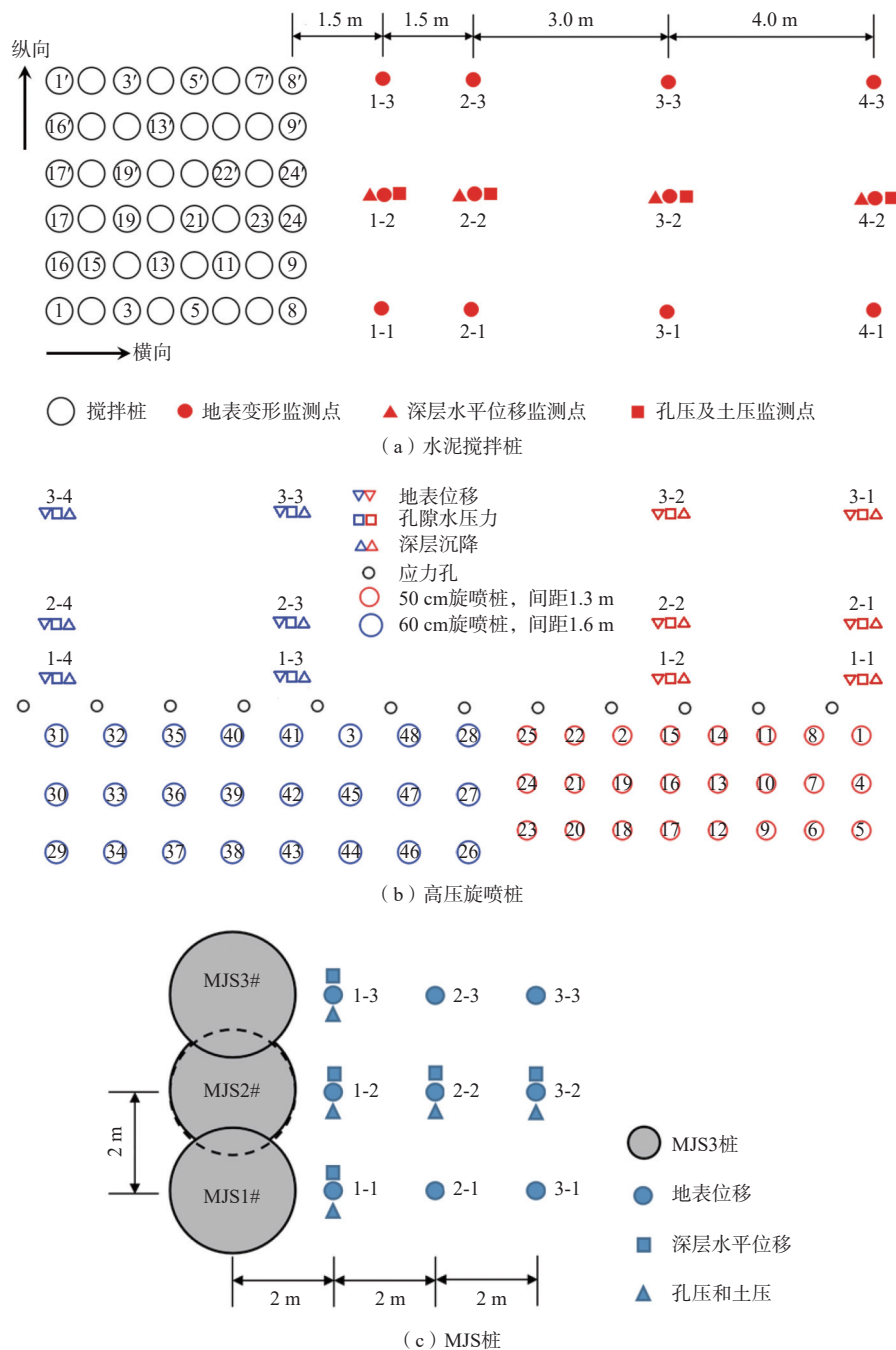 1.5 m 1.5 m 3.0 m 4.0 m
纵向
1′ 3′ 5′ 7′ 8′
1-3 2-3 3-3 4-3
16′ 13′ 9′
17′ 19′ 22′ 24′
17 19 21 23 24
1-2 2-2 3-2 4-2
16 15 13 11 9
1 3 5 8
1-1 2-1 3-1 4-1
横向
搅拌桩 地表变形监测点 深层水平位移监测点 孔压及土压监测点
（a）水泥搅拌桩
3-4 3-3 3-2 3-1
地表位移
孔隙水压力
深层沉降
应力孔
50 cm旋喷桩，间距1.3 m
60 cm旋喷桩，间距1.6 m
2-4 2-3 2-2 2-1
1-4 1-3 1-2 1-1
31 32 35 40 41 3 48 28 25 22 2 15 14 11 8 1
30 33 36 39 42 45 47 27 24 21 19 16 13 10 7 4
29 34 37 38 43 44 46 26 23 20 18 17 12 9 6 5
（b）高压旋喷桩
MJS3# 1-3 2-3 3-3
MJS2# 1-2 2-2 3-2
2 m
MJS1# 1-1 2-1 3-1
2 m 2 m 2 m
MJS3桩
地表位移
深层水平位移
孔压和土压
（c）MJS桩